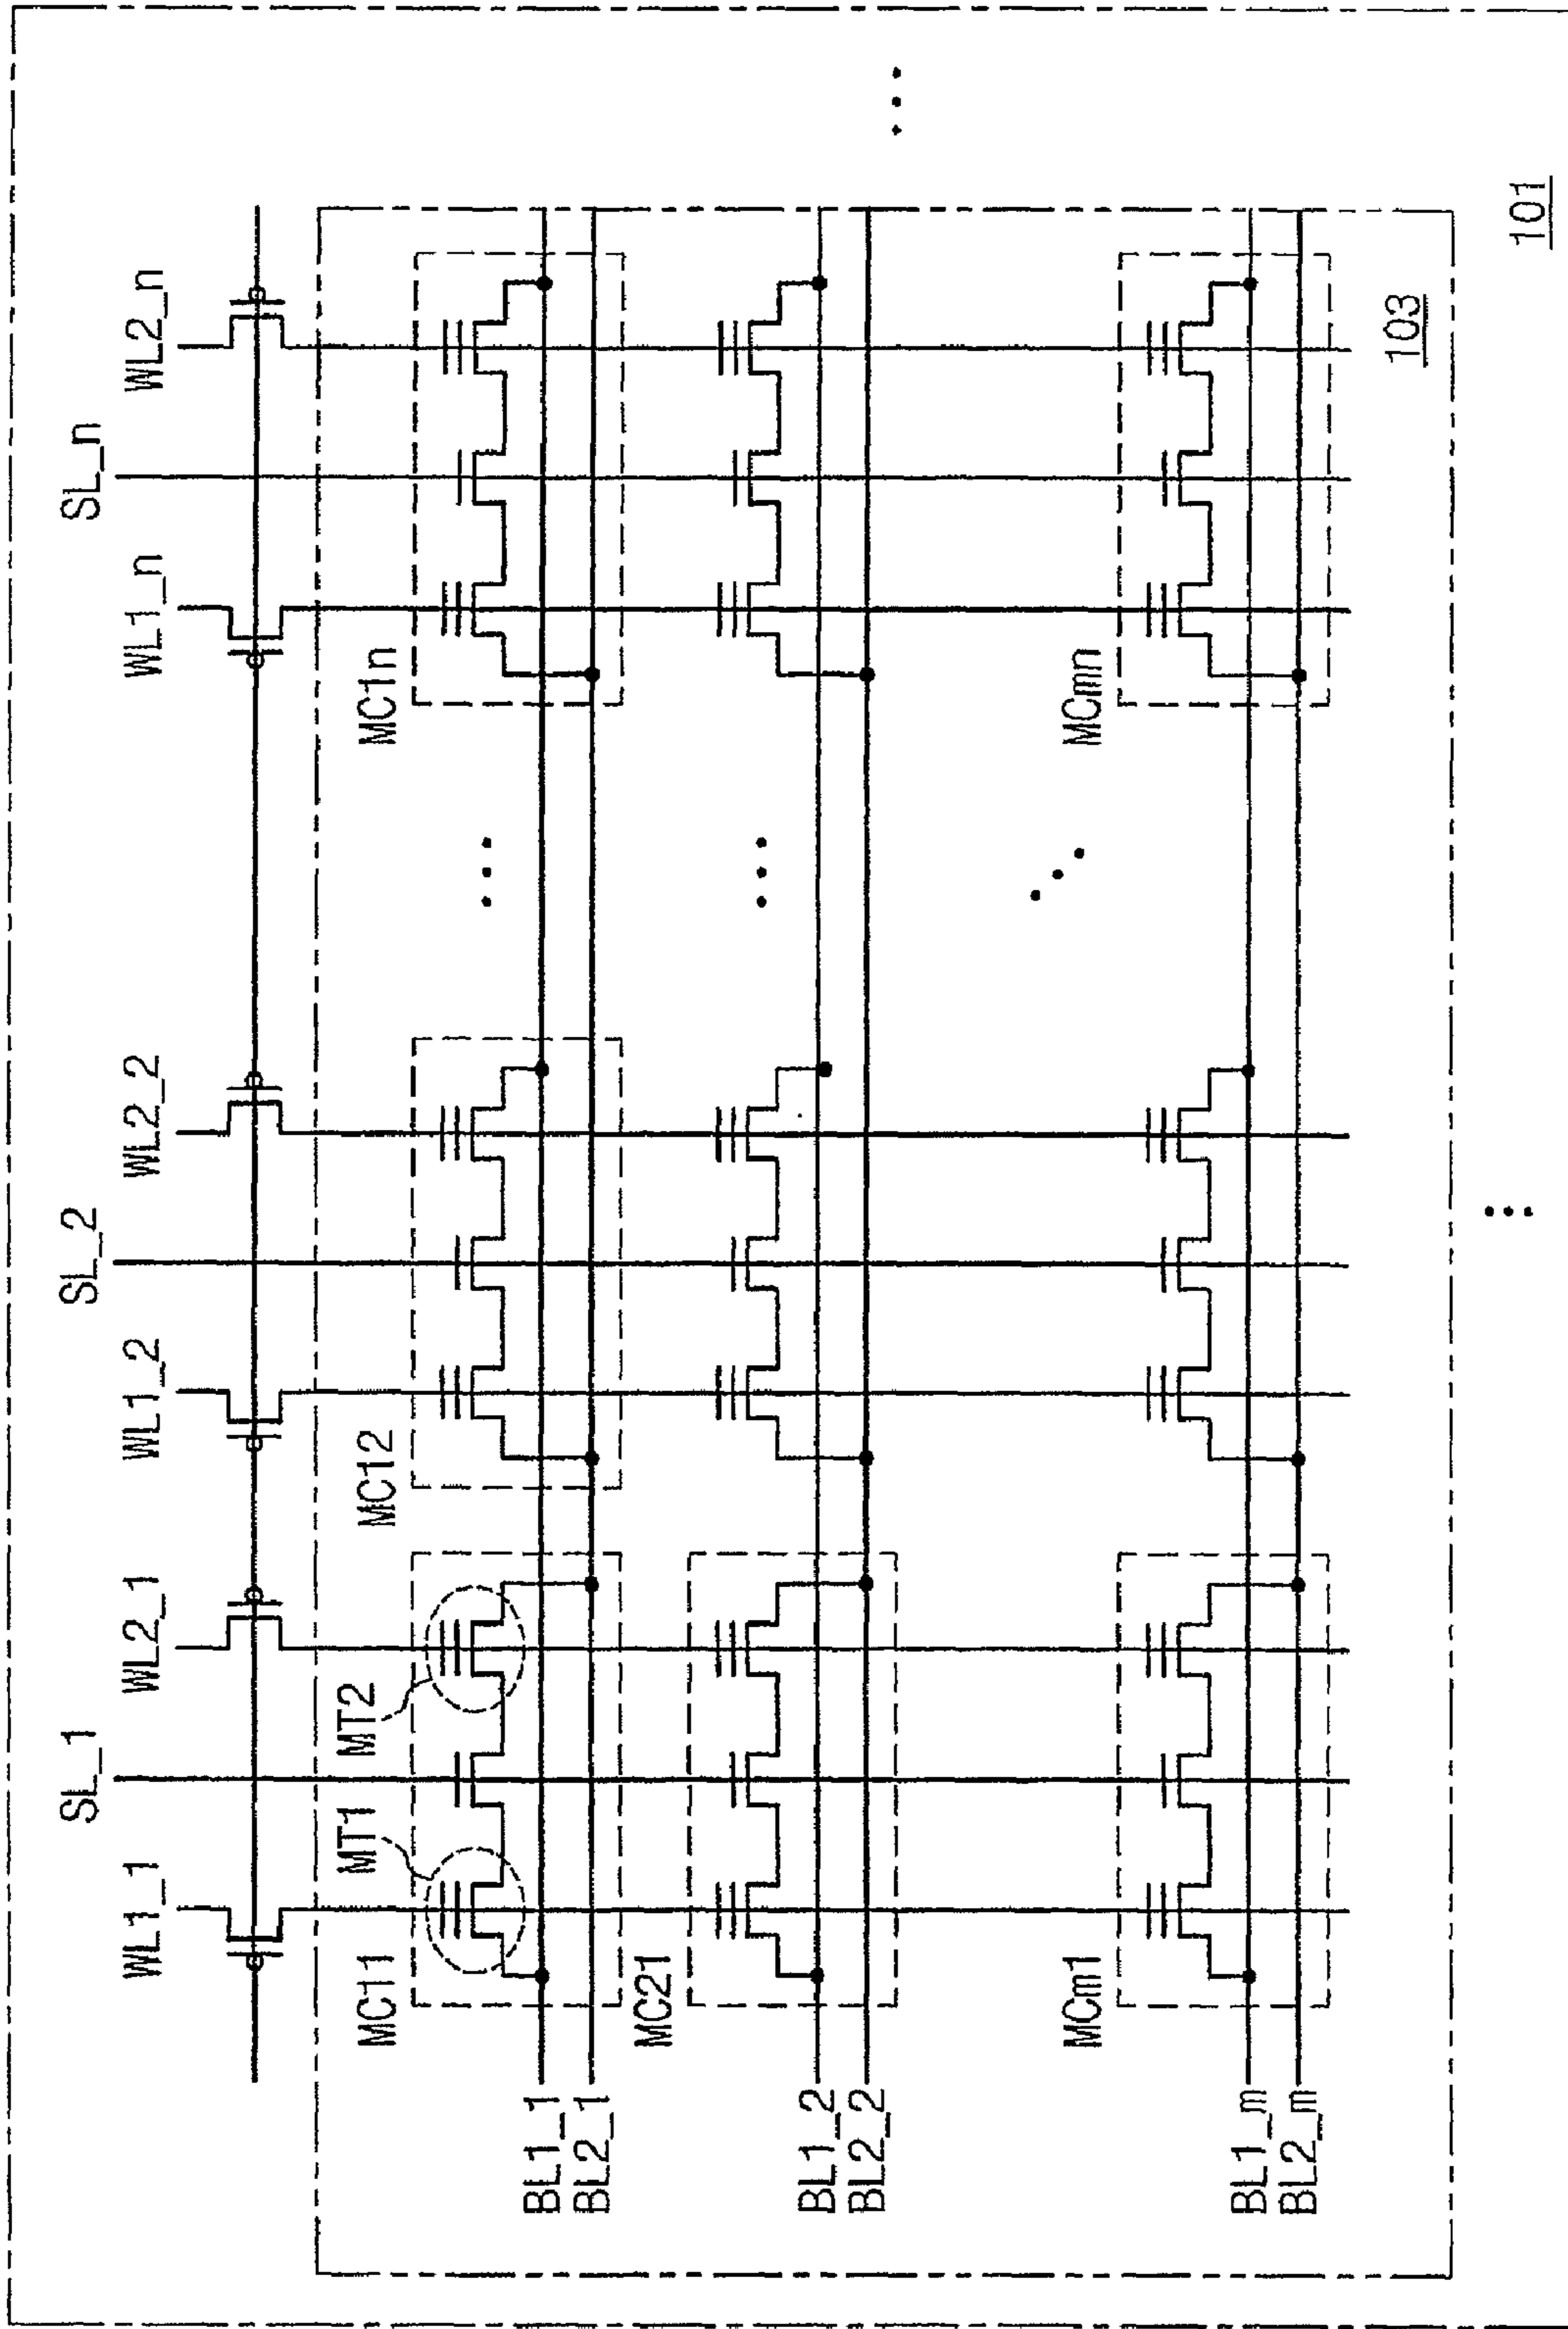 SL_1 SL_2 SL_n
WL1_1 WL2_1 WL1_2 WL2_2 WL1_n WL2_n
MT1 MT2
MC11 MC12 MC1n
BL1_1
BL2_1
MC21
BL1_2
BL2_2
MCm1 MCmn
BL1_m
BL2_m
103
101